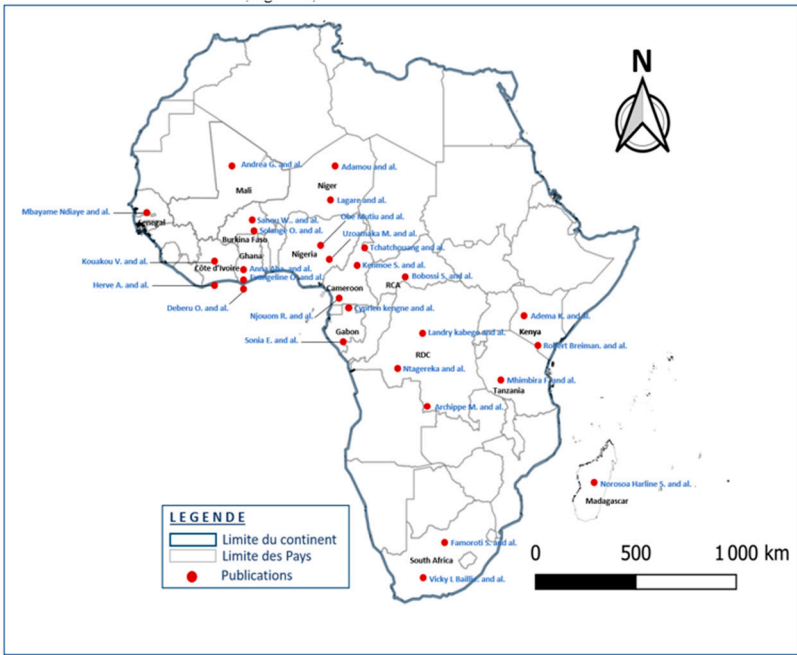 N
Andrea G. and al.
Adamou and al.
Mali
Niger
Lagare and al.
Mbayame Ndiaye and al.
Senegal
Sanou W.. and al.
Obe Mutiu and al.
Solange O. and al.
Burkina Faso
Uzoamaka M. and al.
Tchatchouang and al.
Ghana
Nigeria
Kouakou V. and al.
Côte d'Ivoire
Anna Aba. and al.
Kenmoe S. and al.
Evangeline O. and al.
Bobossi S. and al.
RCA
Herve A. and al.
Cameroon
Deberu O. and al.
Njouom R. and al.
Cyprien kengne and al.
Adema K. and al.
Kenya
Gabon
Landry kabego and al.
Sonia E. and al.
Robert Breiman. and al.
RDC
Ntagereka and al.
Mhimbira F. and al.
Tanzania
Archippe M. and al.
Norosoa Harline S. and al.
Madagascar
Famoroti S. and al.
South Africa
Vicky L Baillie. and al.
LEGENDE
Limite du continent
Limite des Pays
Publications
0 500 1 000 km